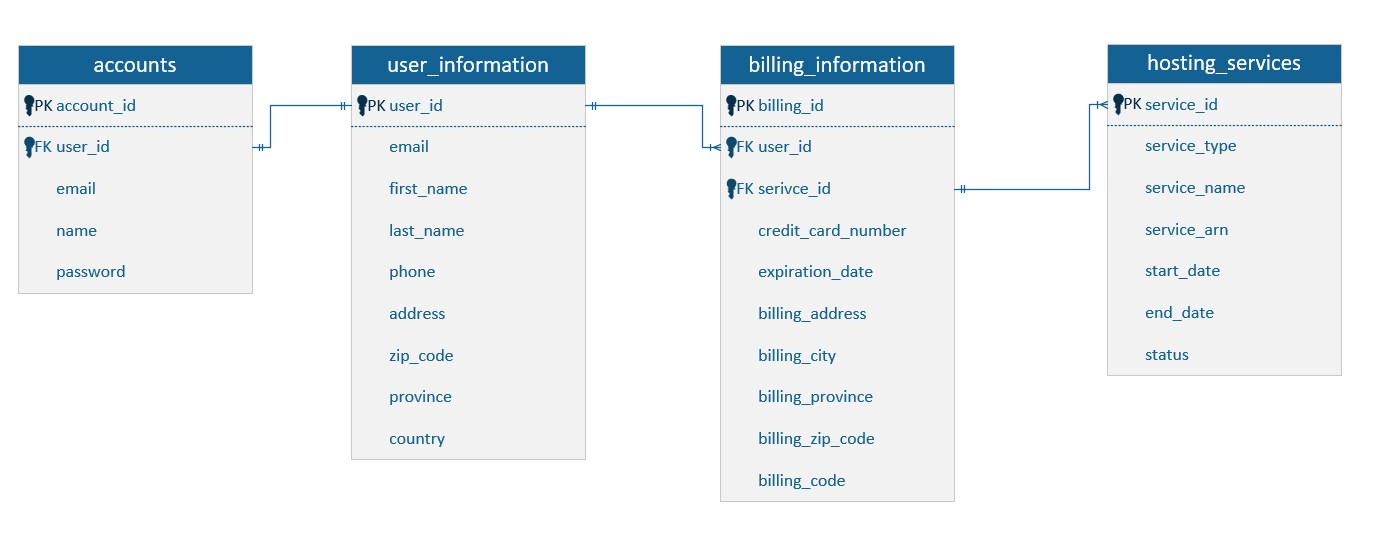 accounts
PK account_id
FK user_id
email
name
password
user_information
PK user_id
email
first_name
last_name
phone
address
zip_code
province
country
billing_information
PK billing_id
FK user_id
FK serivce_id
credit_card_number
expiration_date
billing_address
billing_city
billing_province
billing_zip_code
billing_code
hosting_services
PK service_id
service_type
service_name
service_arn
start_date
end_date
status